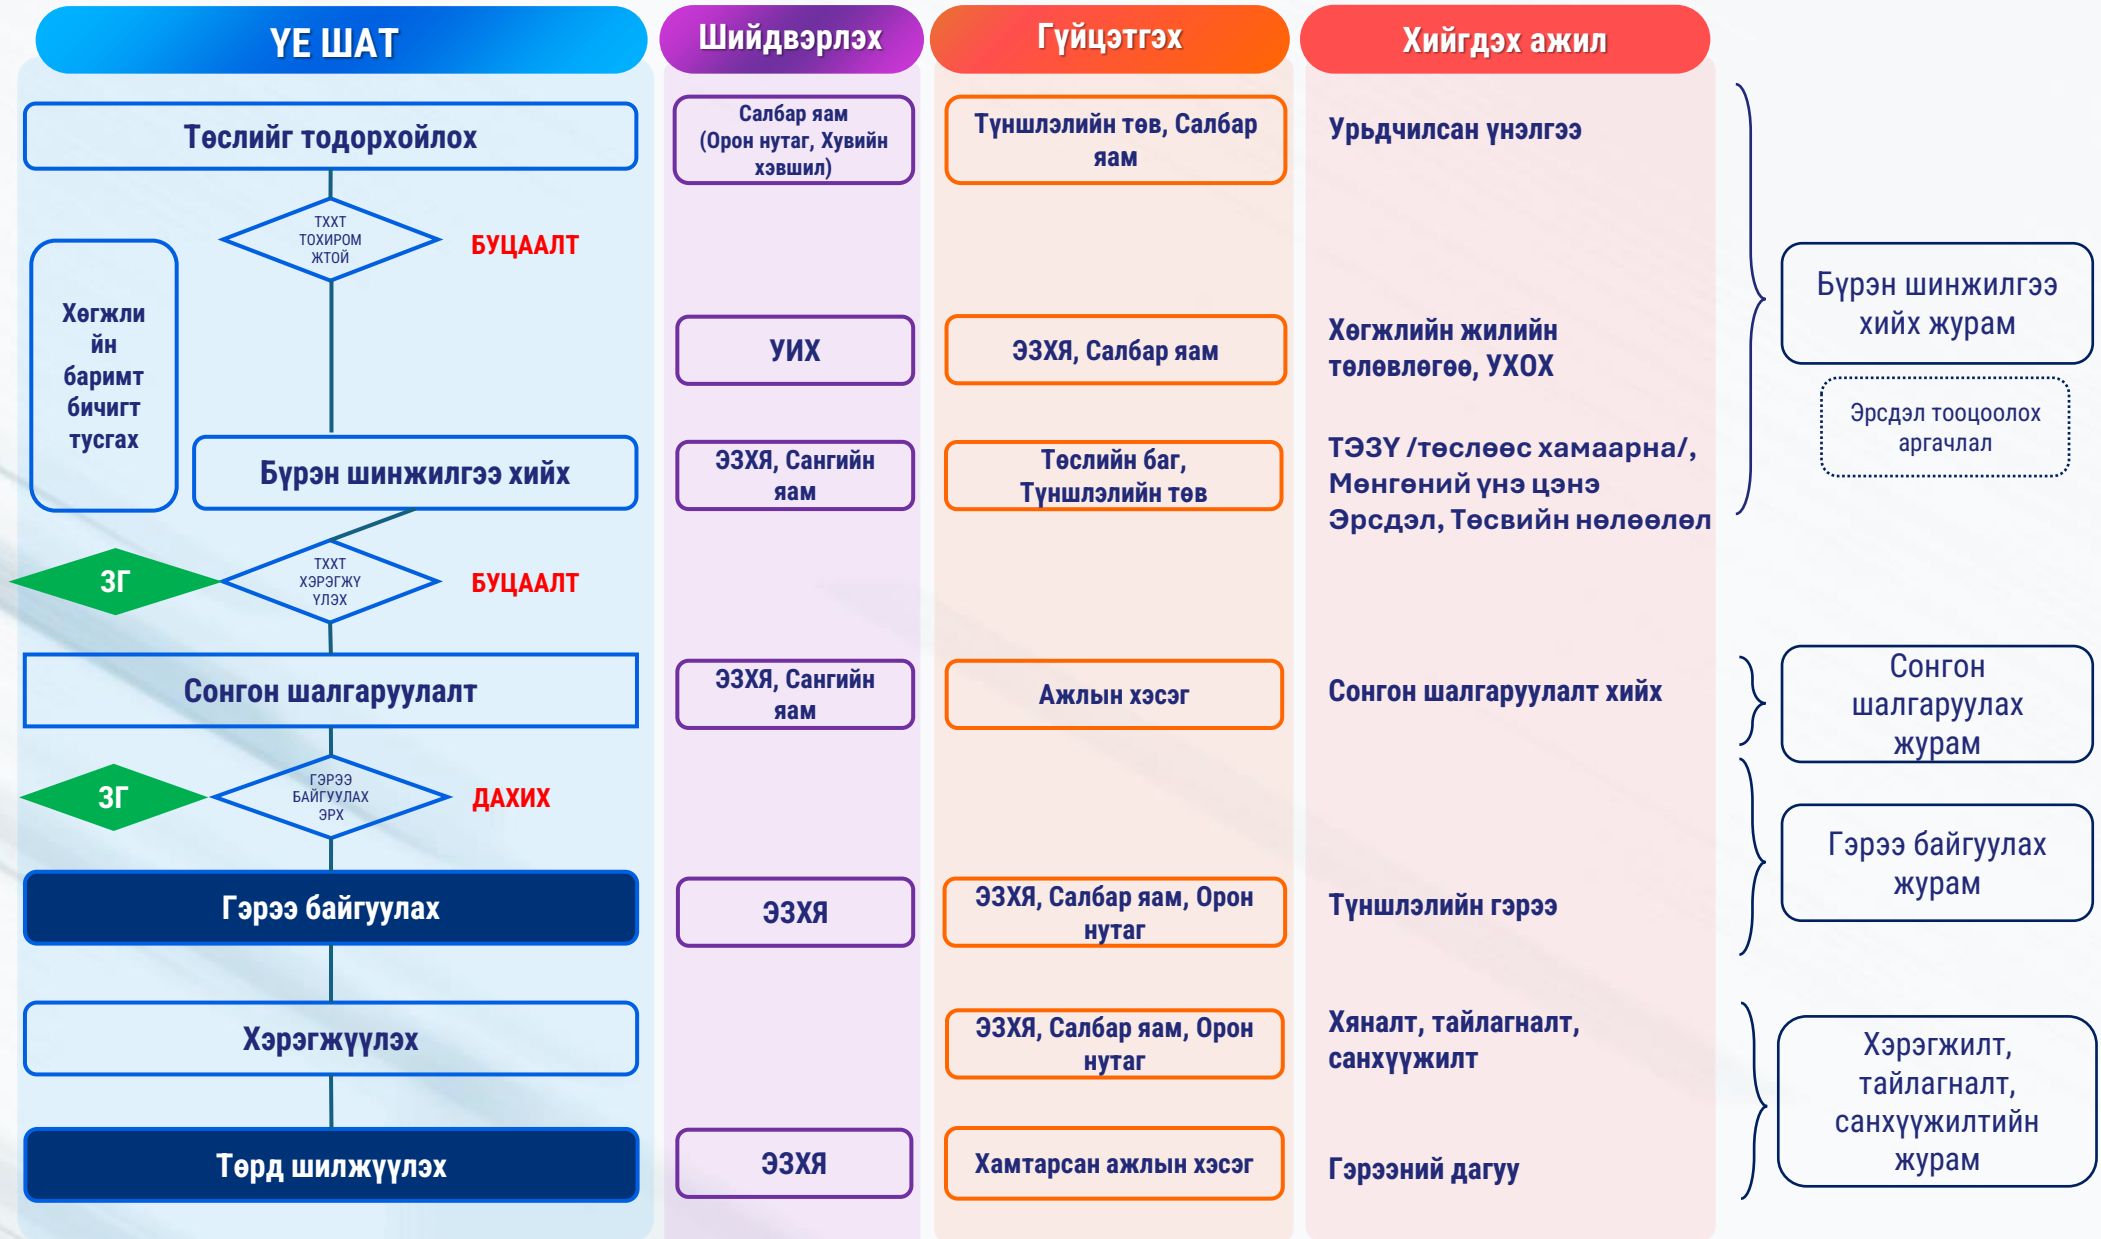 ҮЕ ШАТ
Шийдвэрлэх
Гүйцэтгэх
Хийгдэх ажил
Төслийг тодорхойлох
Салбар яам
(Орон нутаг, Хувийн
хэвшил)
Түншлэлийн төв, Салбар
яам
Урьдчилсан үнэлгээ
ТХХТ
ТОХИРОМ
ЖТОЙ
БУЦААЛТ
Хөгжли
йн
баримт
бичигт
тусгах
УИХ
ЭЗХЯ, Салбар яам
Хөгжлийн жилийн
төлөвлөгөө, УХОХ
Бүрэн шинжилгээ
хийх журам
Эрсдэл тооцоолох
аргачлал
Бүрэн шинжилгээ хийх
ЭЗХЯ, Сангийн
яам
Төслийн баг,
Түншлэлийн төв
ТЭЗҮ /төслөөс хамаарна/,
Мөнгөний үнэ цэнэ
Эрсдэл, Төсвийн нөлөөлөл
ЗГ
ТХХТ
ХЭРЭГЖҮ
ҮЛЭХ
БУЦААЛТ
Сонгон шалгаруулалт
ЭЗХЯ, Сангийн
яам
Ажлын хэсэг
Сонгон шалгаруулалт хийх
Сонгон
шалгаруулах
журам
ЗГ
ГЭРЭЭ
БАЙГУУЛАХ
ЭРХ
ДАХИХ
Гэрээ байгуулах
ЭЗХЯ
ЭЗХЯ, Салбар яам, Орон
нутаг
Түншлэлийн гэрээ
Гэрээ байгуулах
журам
Хэрэгжүүлэх
ЭЗХЯ, Салбар яам, Орон
нутаг
Хяналт, тайлагналт,
санхүүжилт
Хэрэгжилт,
тайлагналт,
санхүүжилтийн
журам
Төрд шилжүүлэх
ЭЗХЯ
Хамтарсан ажлын хэсэг
Гэрээний дагуу